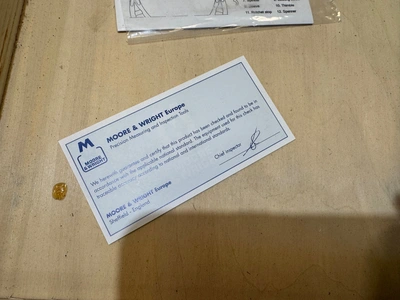 M
MOORE
& WRIGHT
MOORE & WRIGHT Europe
Precision Measuring and Inspection Tools
We herewith guarantee and certify that this product has been checked and found to be in
accordance with the applicable national standard. The equipment used for this check was
traceable according to national and international standards.
Chief Inspector
MOORE & WRIGHT Europe
Sheffield - England